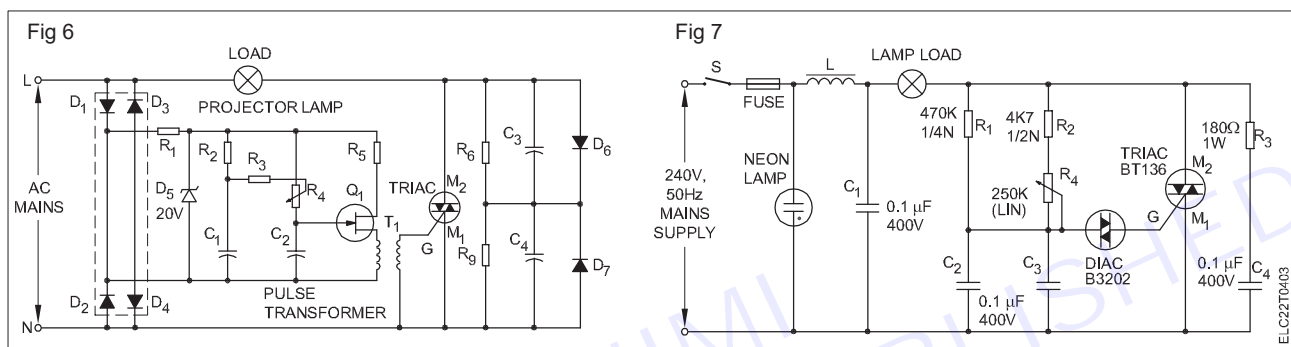 Fig 6
LOAD
L
PROJECTOR LAMP
D1
D3
R1
R2
R3
R4
R5
D5
20V
Q1
T1
TRIAC
M2
M1
G
R6
R9
C3
C4
D6
D7
AC
MAINS
C1
C2
D2
D4
PULSE
TRANSFORMER
N
Fig 7
S
FUSE
L
LAMP LOAD
470K
1/4N
R1
4K7
1/2N
R2
180Ω
1W
R3
TRIAC
BT136
M2
M1
G
240V,
50Hz
MAINS
SUPPLY
NEON
LAMP
C1
0.1 µF
400V
250K
(LIN)
R4
DIAC
B3202
C2
0.1 µF
400V
C3
0.1 µF
400V
C4
ELC22T0403
NIMI
PUBLISHED